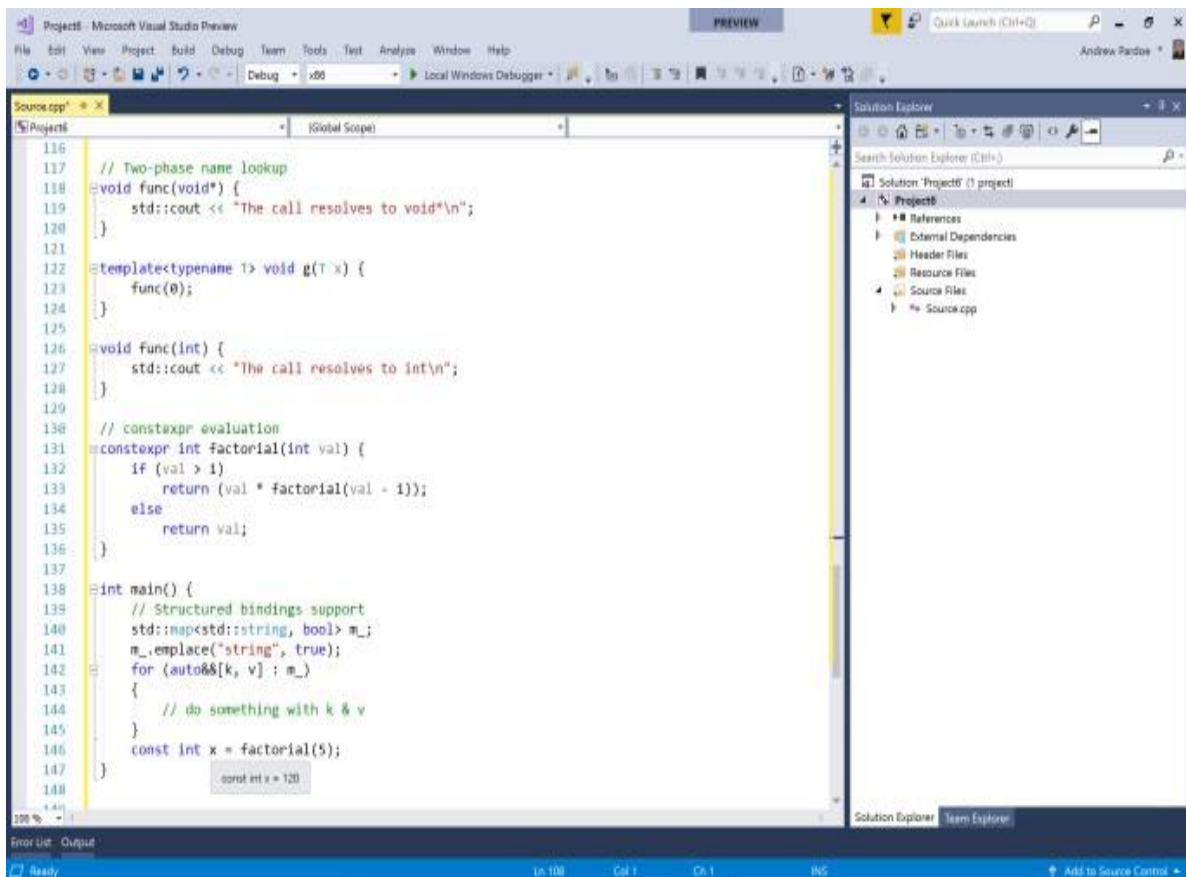 Project6 - Microsoft Visual Studio Preview
PREVIEW
Quick Launch (Ctrl+Q)
File Edit View Project Build Debug Team Tools Test Analyze Window Help
Andrew Pardoe
Debug x86 Local Windows Debugger
Source.cpp*
Solution Explorer
Project6 (Global Scope)
Search Solution Explorer (Ctrl+;)
Solution 'Project6' (1 project)
Project6
References
External Dependencies
Header Files
Resource Files
Source Files
Source.cpp
116
117 // Two-phase name lookup
118 void func(void*) {
119 std::cout << "The call resolves to void*\n";
120 }
121
122 template<typename T> void g(T x) {
123 func(0);
124 }
125
126 void func(int) {
127 std::cout << "The call resolves to int\n";
128 }
129
130 // constexpr evaluation
131 constexpr int factorial(int val) {
132 if (val > 1)
133 return (val * factorial(val - 1));
134 else
135 return val;
136 }
137
138 int main() {
139 // Structured bindings support
140 std::map<std::string, bool> m_;
141 m_.emplace("string", true);
142 for (auto&&[k, v] : m_)
143 {
144 // do something with k & v
145 }
146 const int x = factorial(5);
147 }
const int x = 120
148
100 %
Solution Explorer Team Explorer
Error List Output
Ready Ln 108 Col 1 Ch 1 INS Add to Source Control